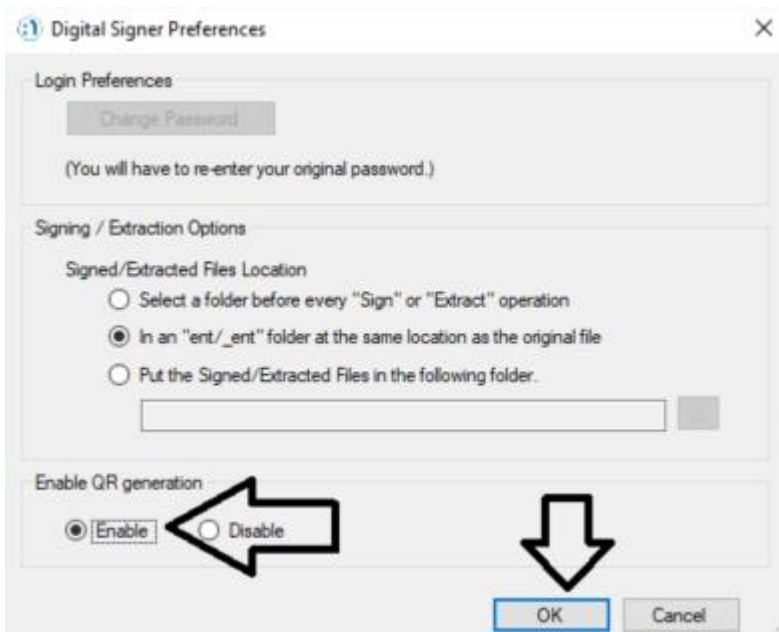 Digital Signer Preferences
Login Preferences
Change Password
(You will have to re-enter your original password.)
Signing / Extraction Options
Signed/Extracted Files Location
Select a folder before every "Sign" or "Extract" operation
In an "ent/_ent" folder at the same location as the original file
Put the Signed/Extracted Files in the following folder.
...
Enable QR generation
Enable Disable
OK Cancel